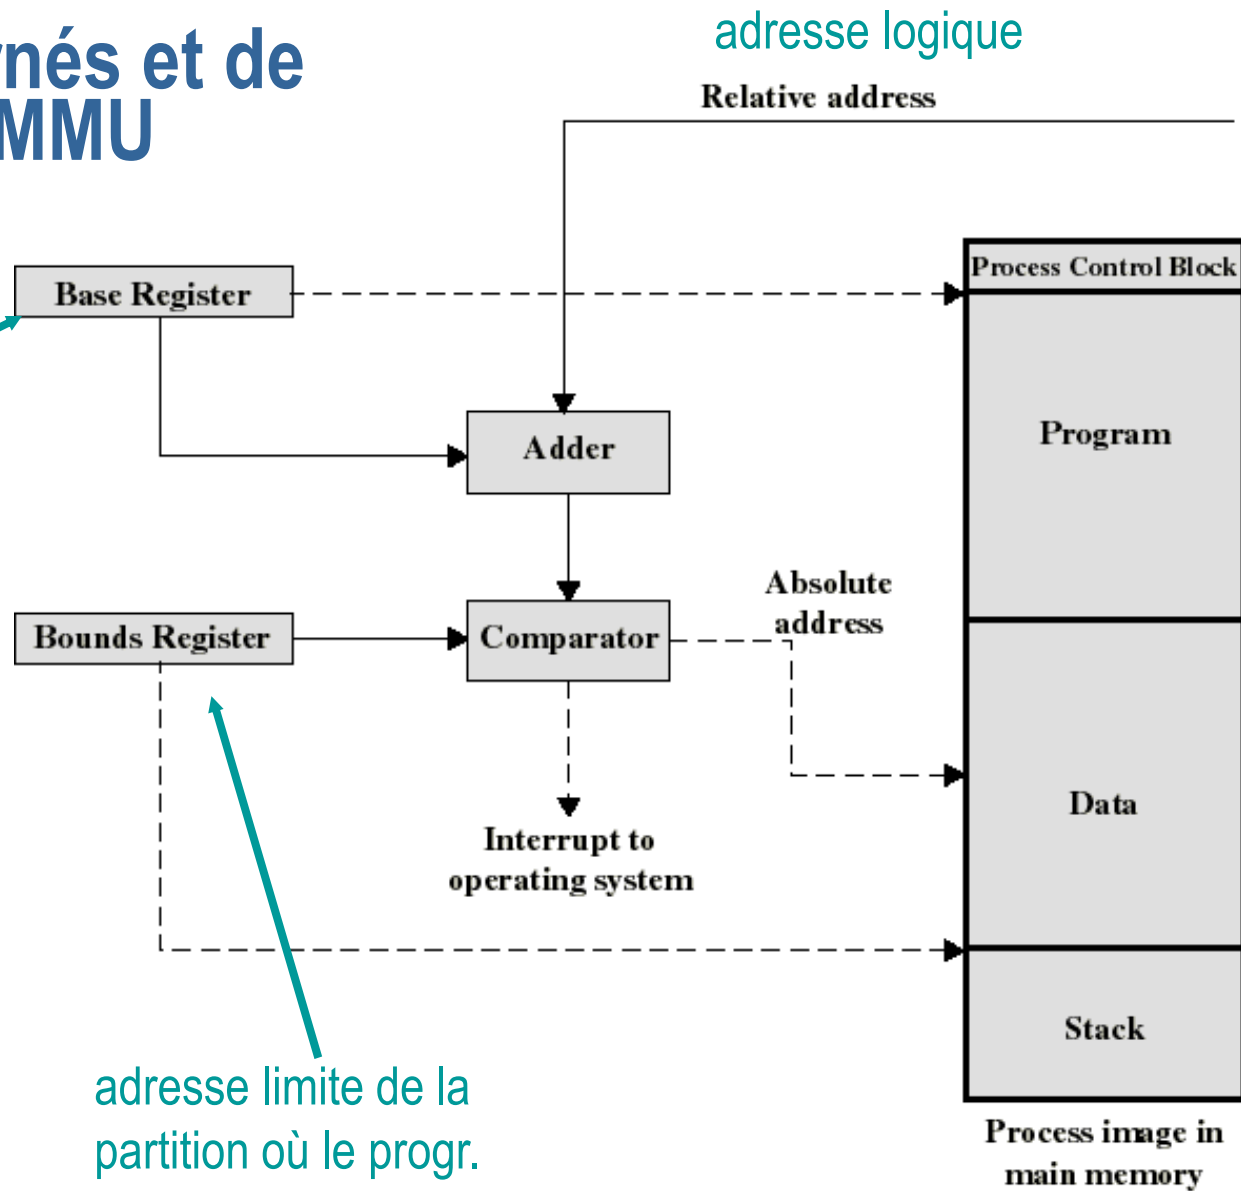 rnés et de
MMU
adresse logique
Relative address
Process Control Block
Base Register
Program
Adder
Absolute
address
Bounds Register
Comparator
Data
Interrupt to
operating system
Stack
adresse limite de la
partition où le progr.
Process image in
main memory